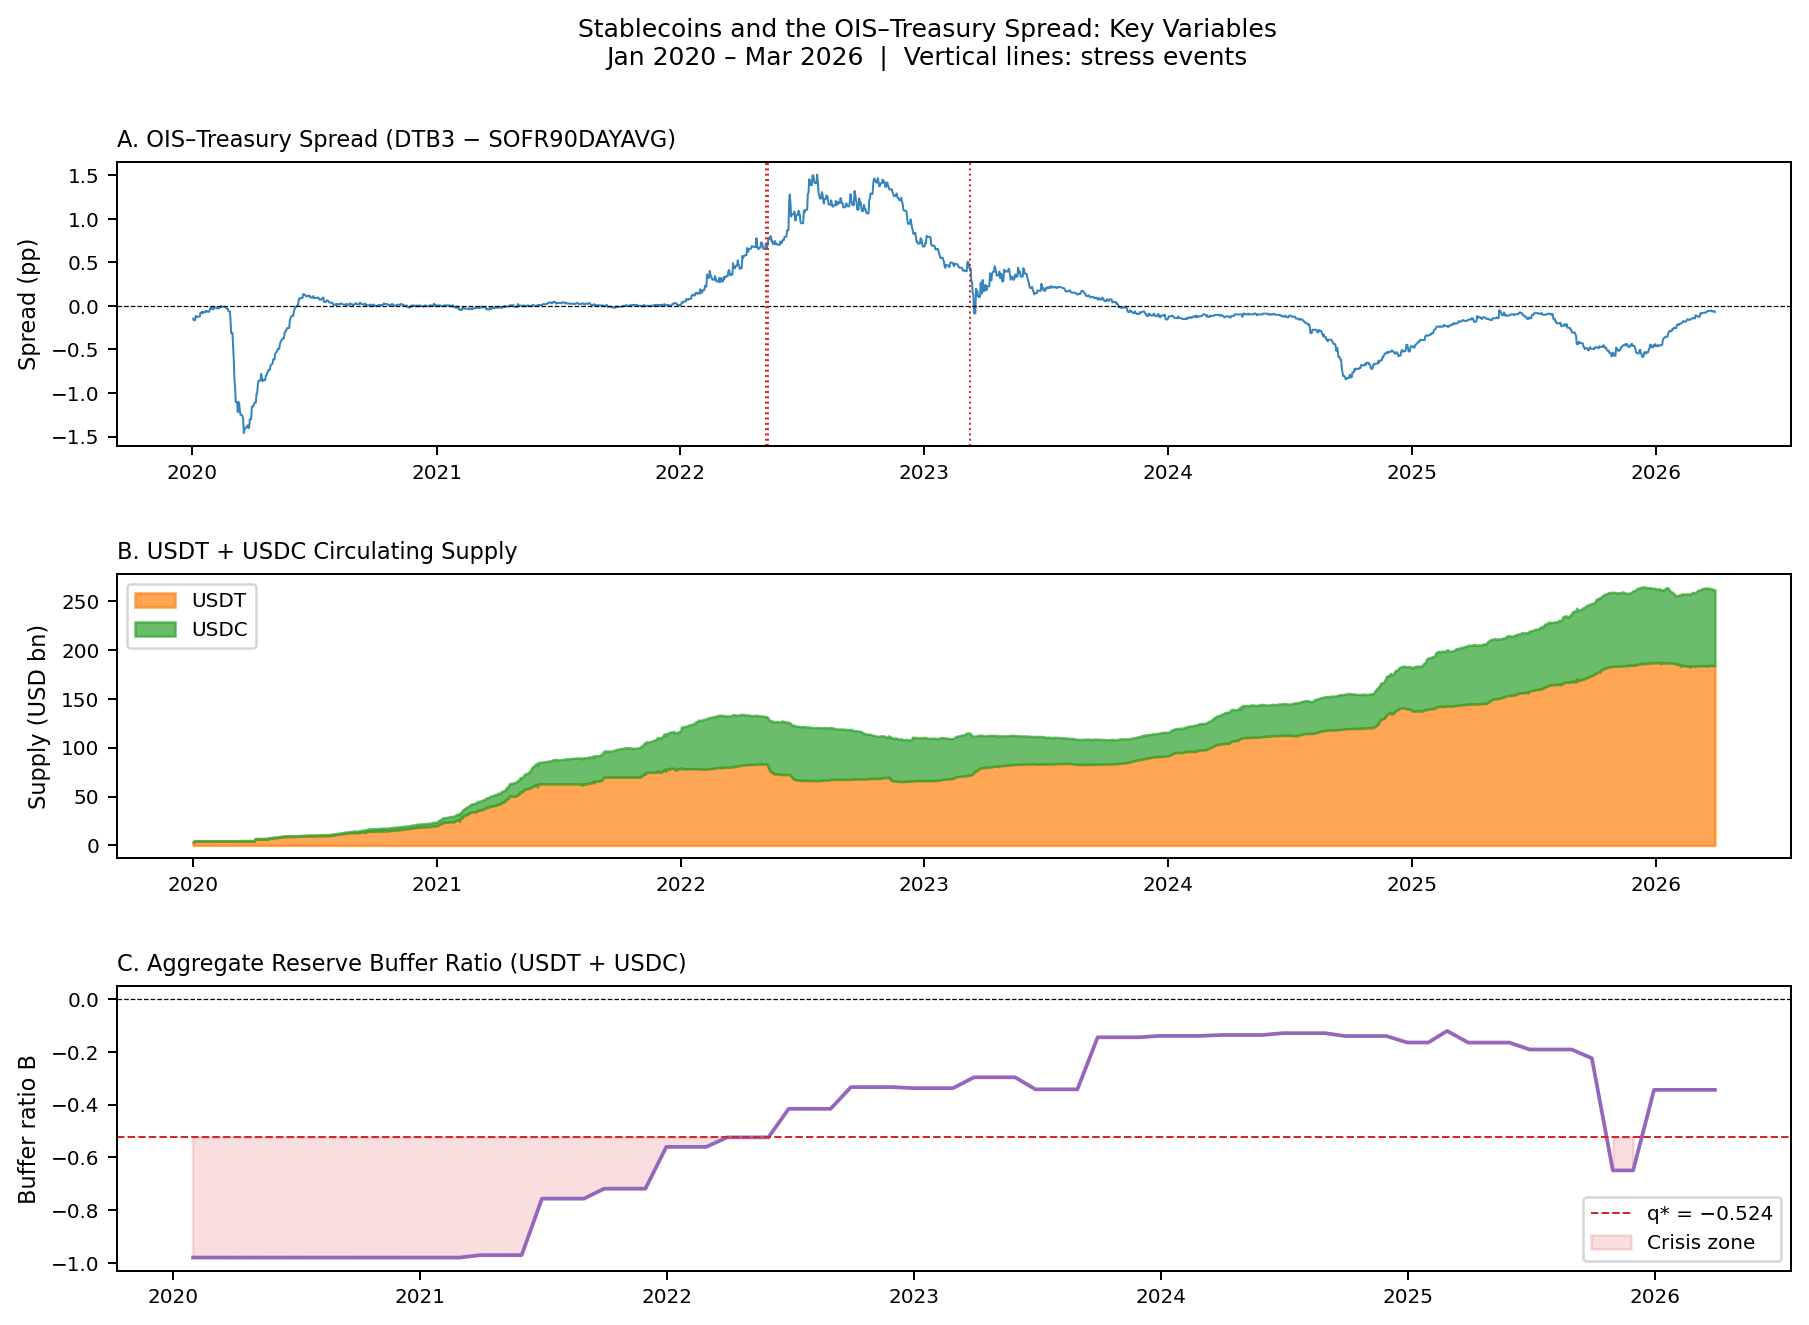 Stablecoins and the OIS–Treasury Spread: Key Variables
Jan 2020 – Mar 2026  |  Vertical lines: stress events
A. OIS–Treasury Spread (DTB3 − SOFR90DAYAVG)
Spread (pp)
1.5
1.0
0.5
0.0
−0.5
−1.0
−1.5
2020 2021 2022 2023 2024 2025 2026
B. USDT + USDC Circulating Supply
Supply (USD bn)
250
200
150
100
50
0
USDT
USDC
2020 2021 2022 2023 2024 2025 2026
C. Aggregate Reserve Buffer Ratio (USDT + USDC)
Buffer ratio B
0.0
−0.2
−0.4
−0.6
−0.8
−1.0
q* = −0.524
Crisis zone
2020 2021 2022 2023 2024 2025 2026